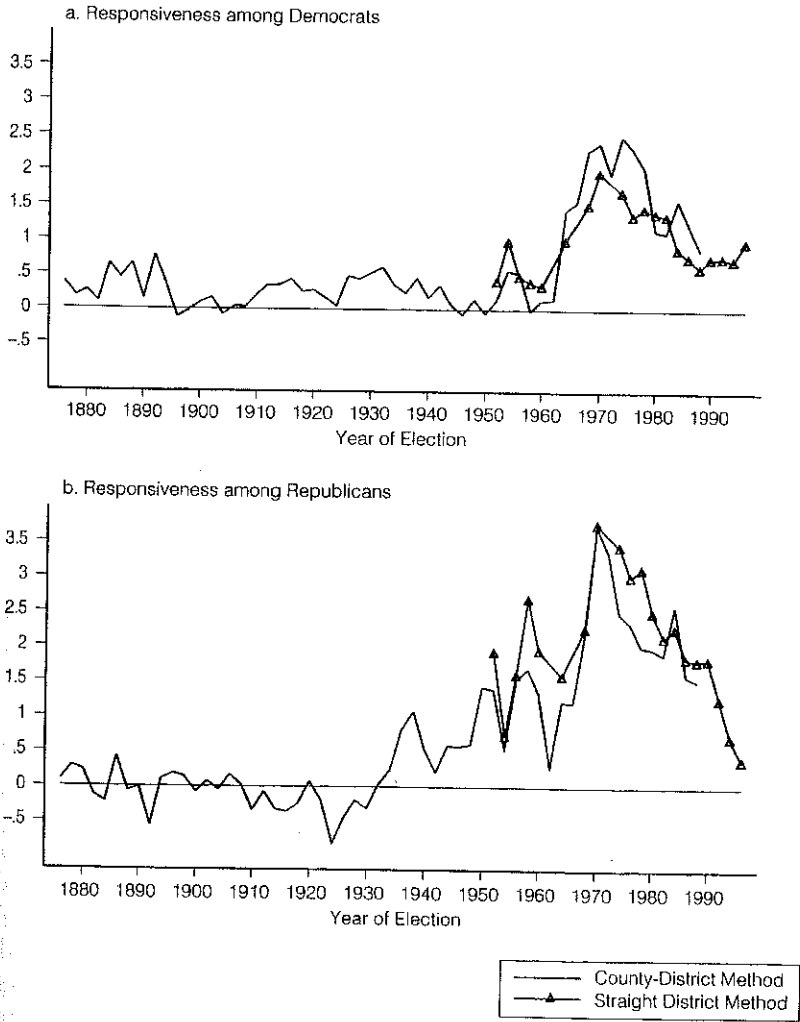 a. Responsiveness among Democrats
3.5
3
2.5
2
1.5
1
.5
0
-.5
1880 1890 1900 1910 1920 1930 1940 1950 1960 1970 1980 1990
Year of Election
b. Responsiveness among Republicans
3.5
3
2.5
2
1.5
1
.5
0
-.5
1880 1890 1900 1910 1920 1930 1940 1950 1960 1970 1980 1990
Year of Election
County-District Method
Straight District Method